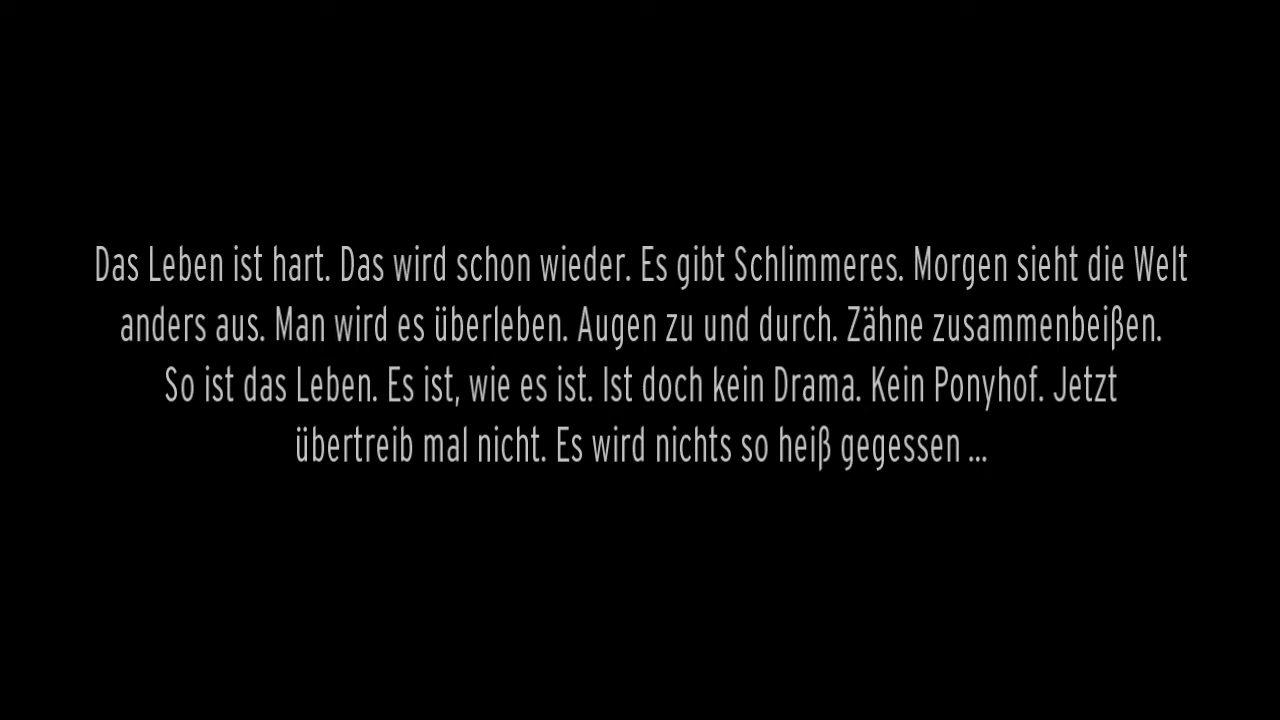 Das Leben ist hart. Das wird schon wieder. Es gibt Schlimmeres. Morgen sieht die Welt
anders aus. Man wird es überleben. Augen zu und durch. Zähne zusammenbeißen.
So ist das Leben. Es ist, wie es ist. Ist doch kein Drama. Kein Ponyhof. Jetzt
übertreib mal nicht. Es wird nichts so heiß gegessen ...